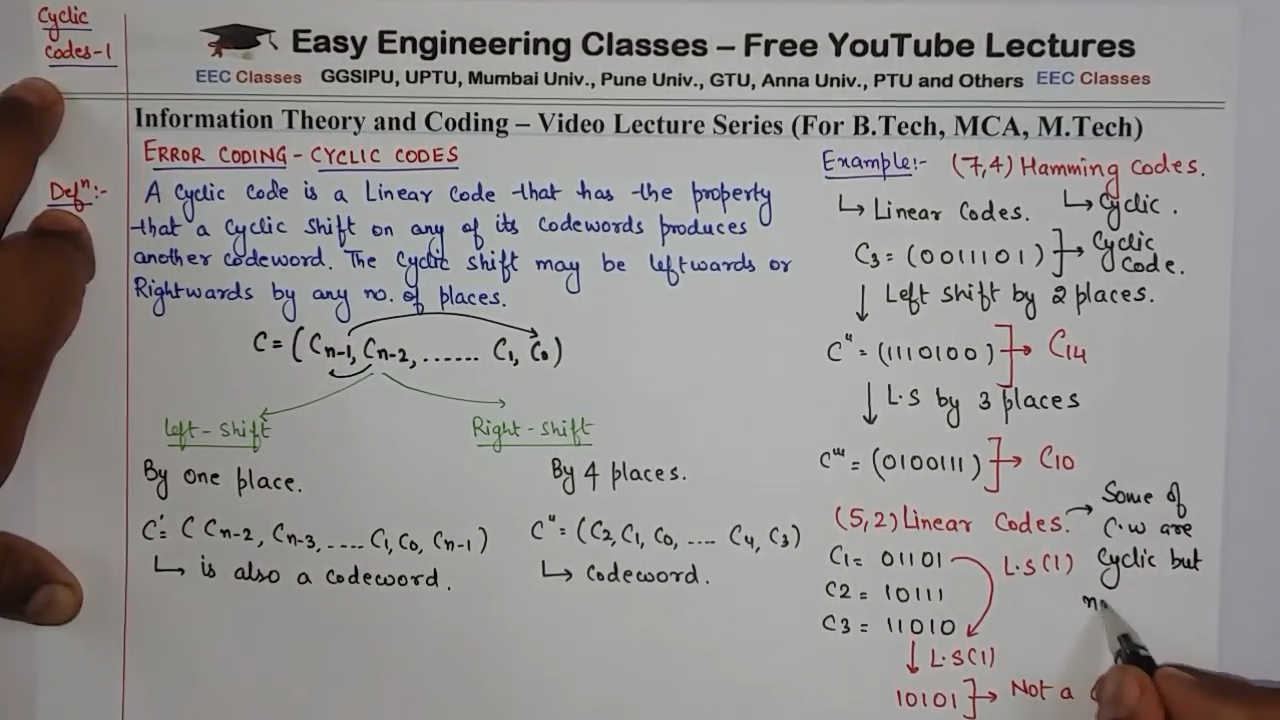 Cyclic
Codes-1
Easy Engineering Classes – Free YouTube Lectures
EEC Classes GGSIPU, UPTU, Mumbai Univ., Pune Univ., GTU, Anna Univ., PTU and Others EEC Classes
Information Theory and Coding – Video Lecture Series (For B.Tech, MCA, M.Tech)
ERROR CODING - CYCLIC CODES
Defⁿ:-
A Cyclic Code is a Linear Code that has the property
that a Cyclic Shift on any of its Codewords produces
another codeword. The Cyclic shift may be leftwards or
Rightwards by any no. of places.
C = ( Cn-1, Cn-2, ...... C1, C0 )
Left-Shift
By one place.
C' = ( Cn-2, Cn-3, ..... C1, C0, Cn-1 )
↳ is also a codeword.
Right-Shift
By 4 places.
C" = (C2, C1, C0, .... C4, C3)
↳ Codeword.
Example:- (7,4) Hamming Codes.
↳ Linear Codes. ↳ Cyclic.
C3 = (0011101) ] → Cyclic Code.
↓ Left Shift by 2 places.
C" = (1110100) ] → C14
↓ L.S by 3 places
C"' = (0100111) ] → C10
(5,2) Linear Codes. → Some of
C.W are
Cyclic but
C1 = 01101 L.S(1)
C2 = 10111
C3 = 11010
↓ L.S(1)
10101 ] → Not a